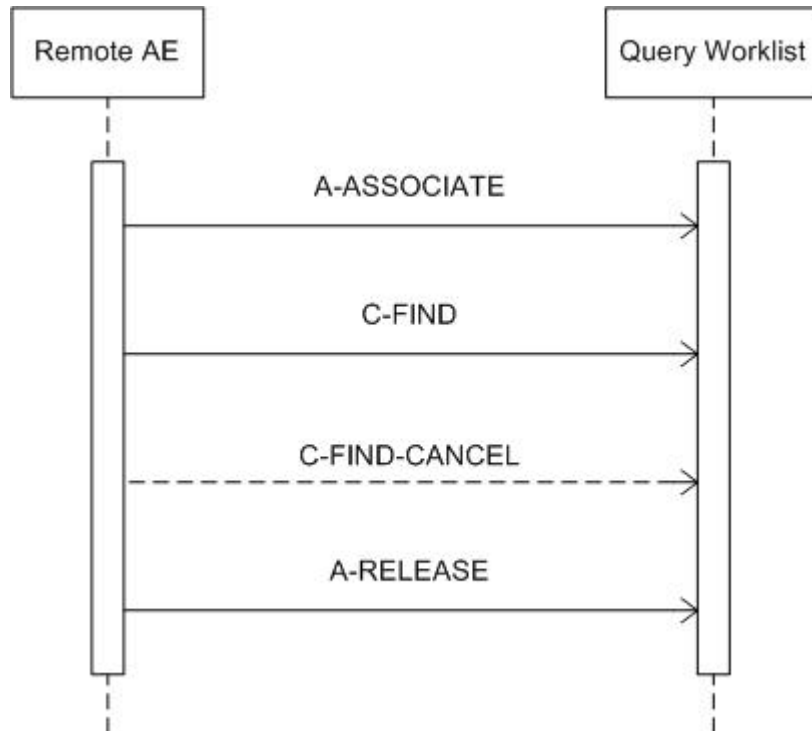 Remote AE
Query Worklist
A-ASSOCIATE
C-FIND
C-FIND-CANCEL
A-RELEASE